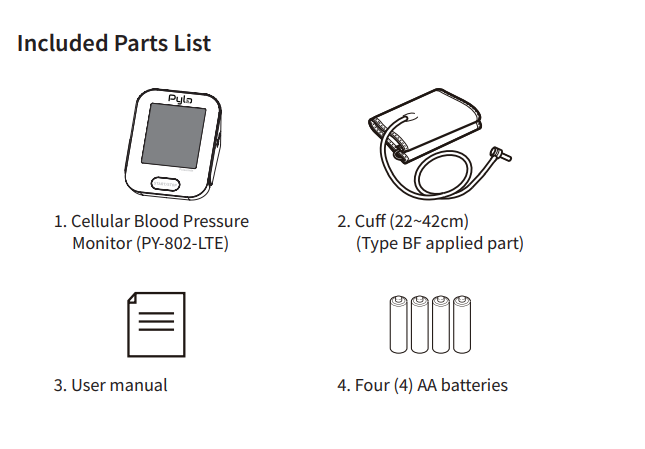 Included Parts List
Pyla
1. Cellular Blood Pressure
Monitor (PY-802-LTE)
2. Cuff (22~42cm)
(Type BF applied part)
3. User manual
4. Four (4) AA batteries